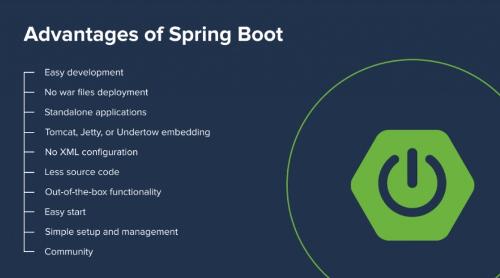 Advantages of Spring Boot
Easy development
No war files deployment
Standalone applications
Tomcat, Jetty, or Undertow embedding
No XML configuration
Less source code
Out-of-the-box functionality
Easy start
Simple setup and management
Community